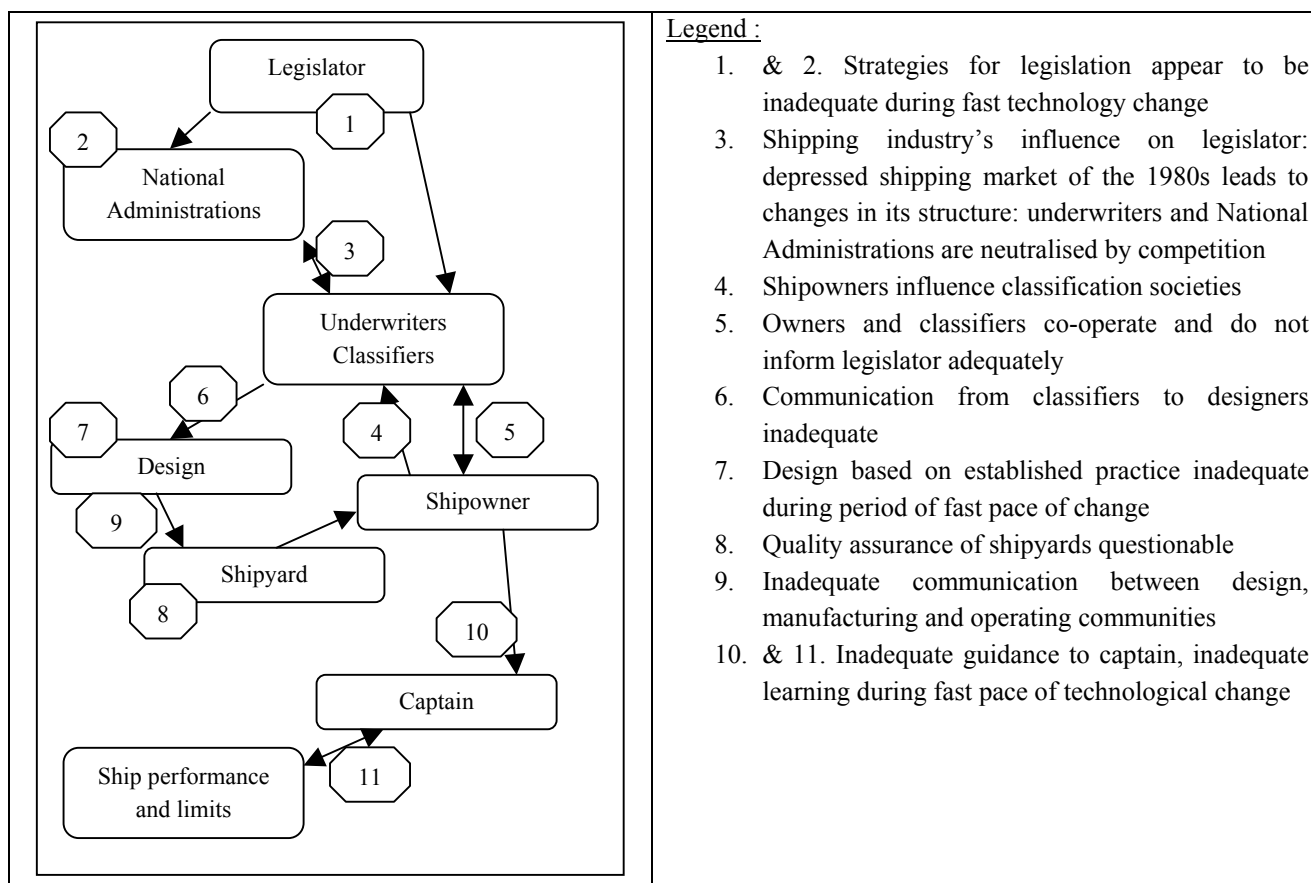 Legislator
1
2
National
Administrations
3
Underwriters
Classifiers
6
7
4
5
Design
Shipowner
9
Shipyard
8
10
Captain
Ship performance
and limits
11
Legend :
1. & 2. Strategies for legislation appear to be
inadequate during fast technology change
3. Shipping industry’s influence on legislator:
depressed shipping market of the 1980s leads to
changes in its structure: underwriters and National
Administrations are neutralised by competition
4. Shipowners influence classification societies
5. Owners and classifiers co-operate and do not
inform legislator adequately
6. Communication from classifiers to designers
inadequate
7. Design based on established practice inadequate
during period of fast pace of change
8. Quality assurance of shipyards questionable
9. Inadequate communication between design,
manufacturing and operating communities
10. & 11. Inadequate guidance to captain, inadequate
learning during fast pace of technological change